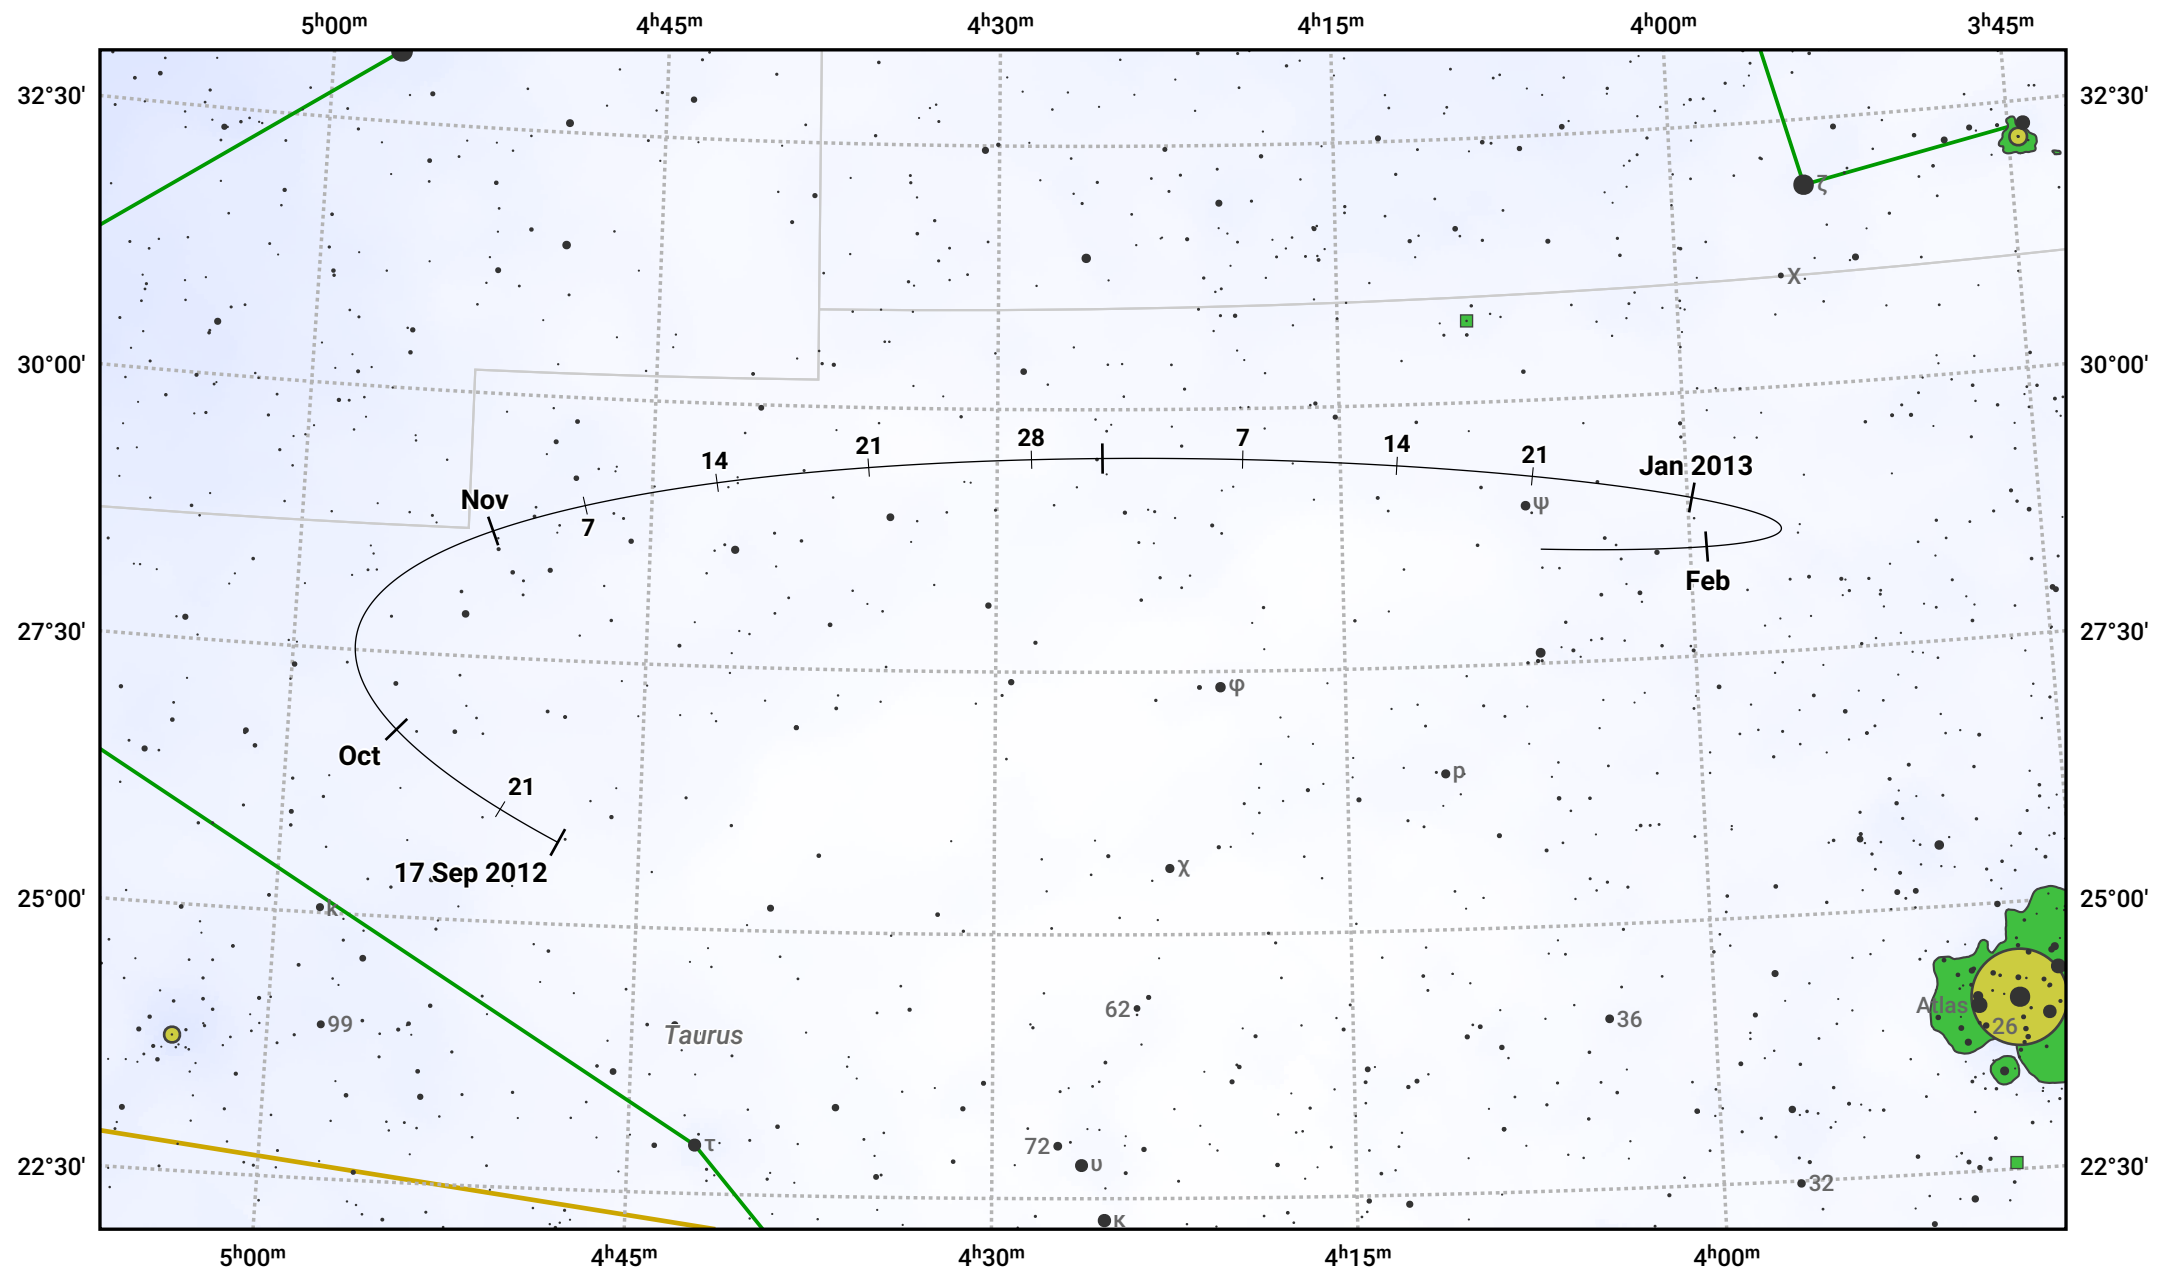 5h00m 4h45m 4h30m 4h15m 4h00m 3h45m
32°30' 32°30'
ζ
χ
30°00' 30°00'
14 21 28 7 14 21 Jan 2013
Nov 7 ψ
Feb
27°30' 27°30'
φ
Oct p
21
17 Sep 2012 χ
25°00' k 25°00'
99 62 36 Atlas 26
Taurus
τ 72 υ
22°30' 32 22°30'
κ
5h00m 4h45m 4h30m 4h15m 4h00m